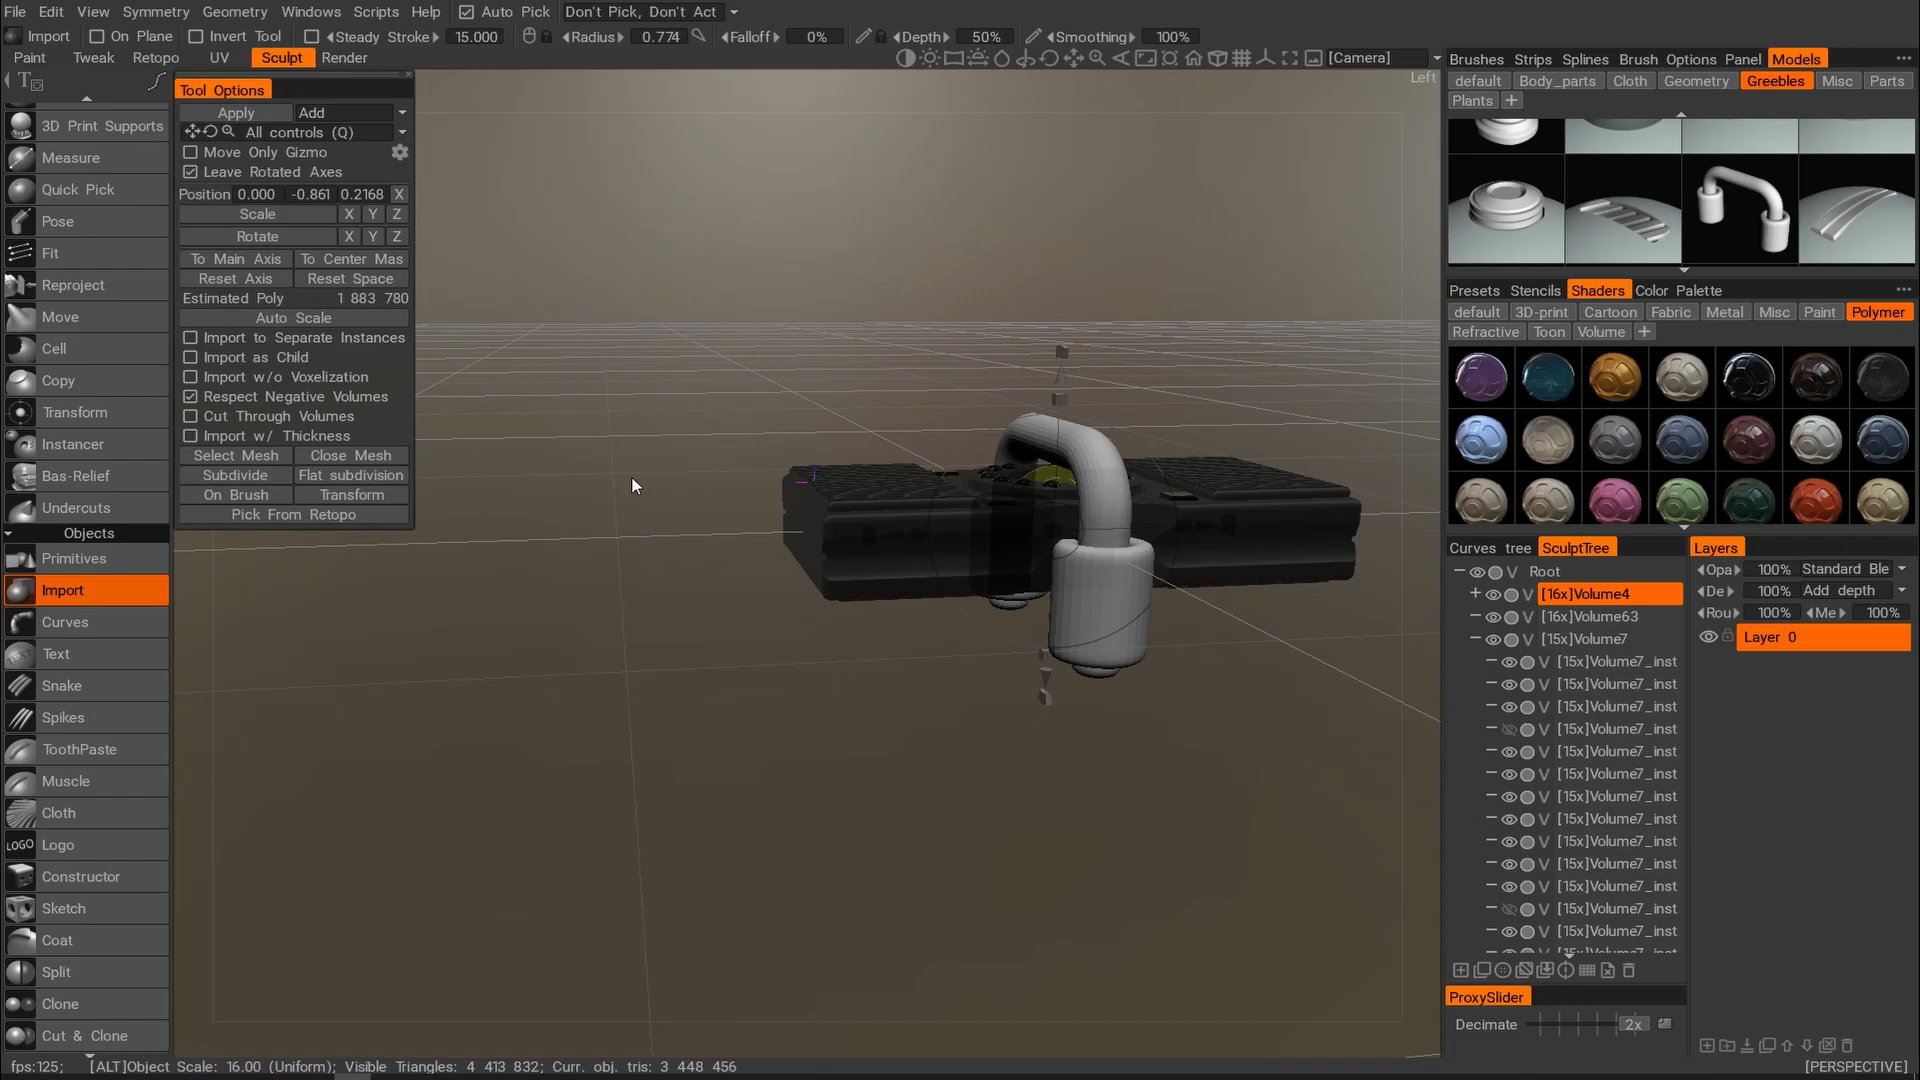 File Edit View Symmetry Geometry Windows Scripts Help Auto Pick Don't Pick, Don't Act
Import On Plane Invert Tool Steady Stroke 15.000 Radius 0.774 Falloff 0% Depth 50% Smoothing 100%
Paint Tweak Retopo UV Sculpt Render [Camera]
Left
Tool Options
Apply Add
All controls (Q)
Move Only Gizmo
Leave Rotated Axes
Position 0.000 -0.861 0.2168 X
Scale X Y Z
Rotate X Y Z
To Main Axis To Center Mas
Reset Axis Reset Space
Estimated Poly 1 883 780
Auto Scale
Import to Separate Instances
Import as Child
Import w/o Voxelization
Respect Negative Volumes
Cut Through Volumes
Import w/ Thickness
Select Mesh Close Mesh
Subdivide Flat subdivision
On Brush Transform
Pick From Retopo
3D Print Supports
Measure
Quick Pick
Pose
Fit
Reproject
Move
Cell
Copy
Transform
Instancer
Bas-Relief
Undercuts
Objects
Primitives
Import
Curves
Text
Snake
Spikes
ToothPaste
Muscle
Cloth
LOGO Logo
Constructor
Sketch
Coat
Split
Clone
Cut & Clone
Brushes Strips Splines Brush Options Panel Models
default Body_parts Cloth Geometry Greebles Misc Parts
Plants +
Presets Stencils Shaders Color Palette
default 3D-print Cartoon Fabric Metal Misc Paint Polymer
Refractive Toon Volume +
Curves tree SculptTree
V Root
+ V [16x]Volume4
V [16x]Volume63
V [15x]Volume7
V [15x]Volume7_inst
V [15x]Volume7_inst
V [15x]Volume7_inst
V [15x]Volume7_inst
V [15x]Volume7_inst
V [15x]Volume7_inst
V [15x]Volume7_inst
V [15x]Volume7_inst
V [15x]Volume7_inst
V [15x]Volume7_inst
V [15x]Volume7_inst
V [15x]Volume7_inst
V [15x]Volume7_inst
ProxySlider
Decimate 2x
Layers
Opa 100% Standard Ble
De 100% Add depth
Rou 100% Me 100%
Layer 0
fps:125; [ALT]Object Scale: 16.00 (Uniform); Visible Triangles: 4 413 832; Curr. obj. tris: 3 448 456
[PERSPECTIVE]